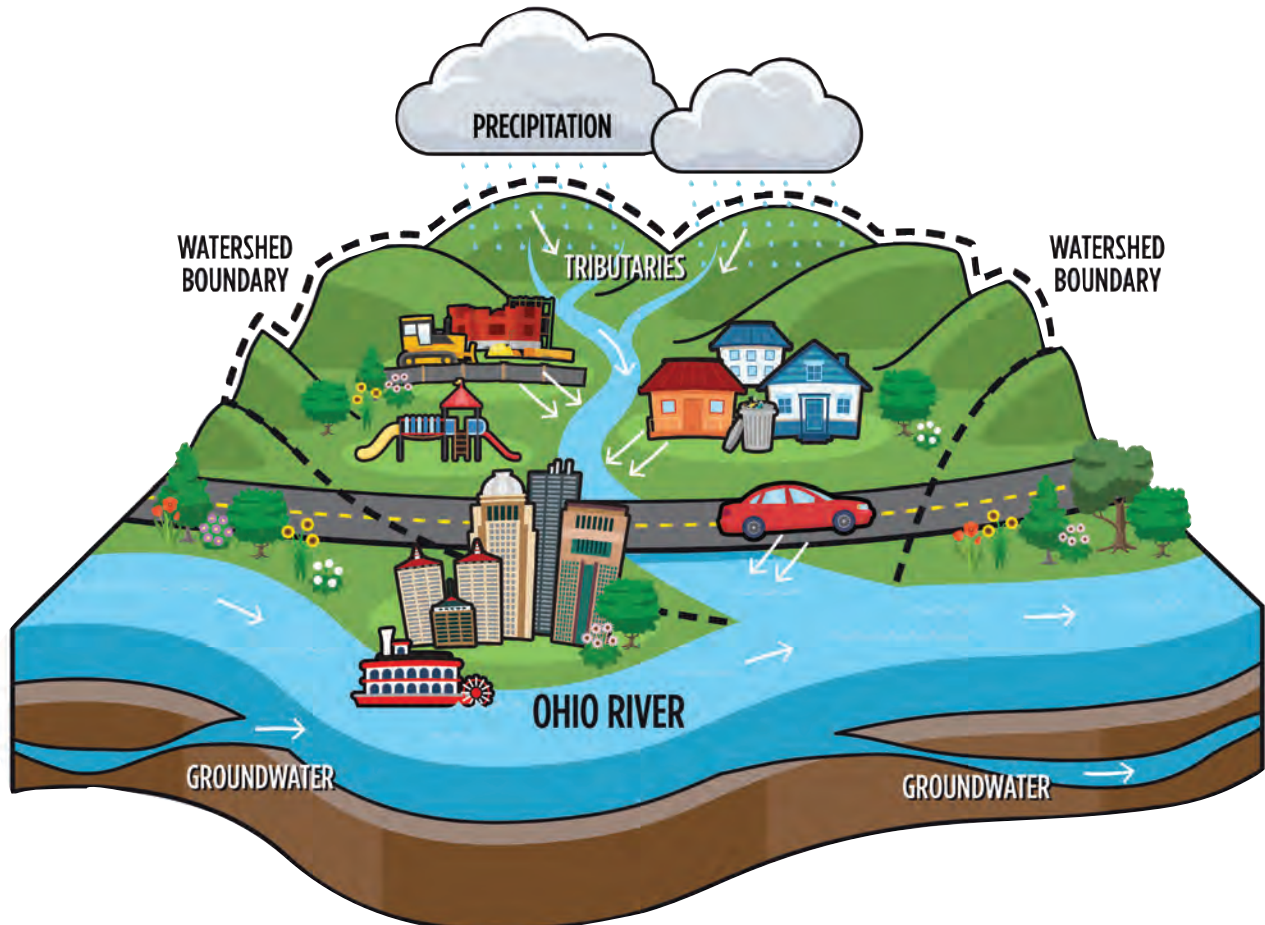 PRECIPITATION
WATERSHED
BOUNDARY
TRIBUTARIES
WATERSHED
BOUNDARY
OHIO RIVER
GROUNDWATER
GROUNDWATER